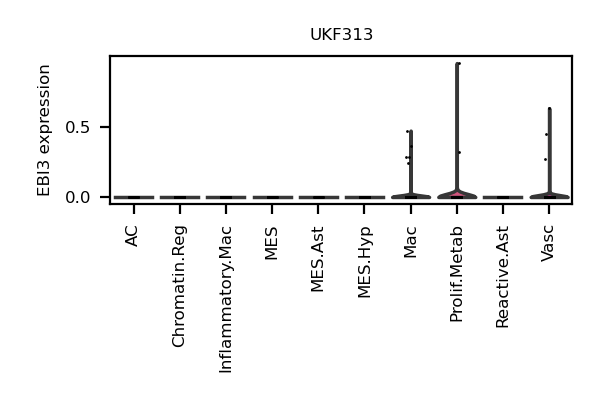 UKF313
EBI3 expression
0.5
0.0
AC
Chromatin.Reg
Inflammatory.Mac
MES
MES.Ast
MES.Hyp
Mac
Prolif.Metab
Reactive.Ast
Vasc